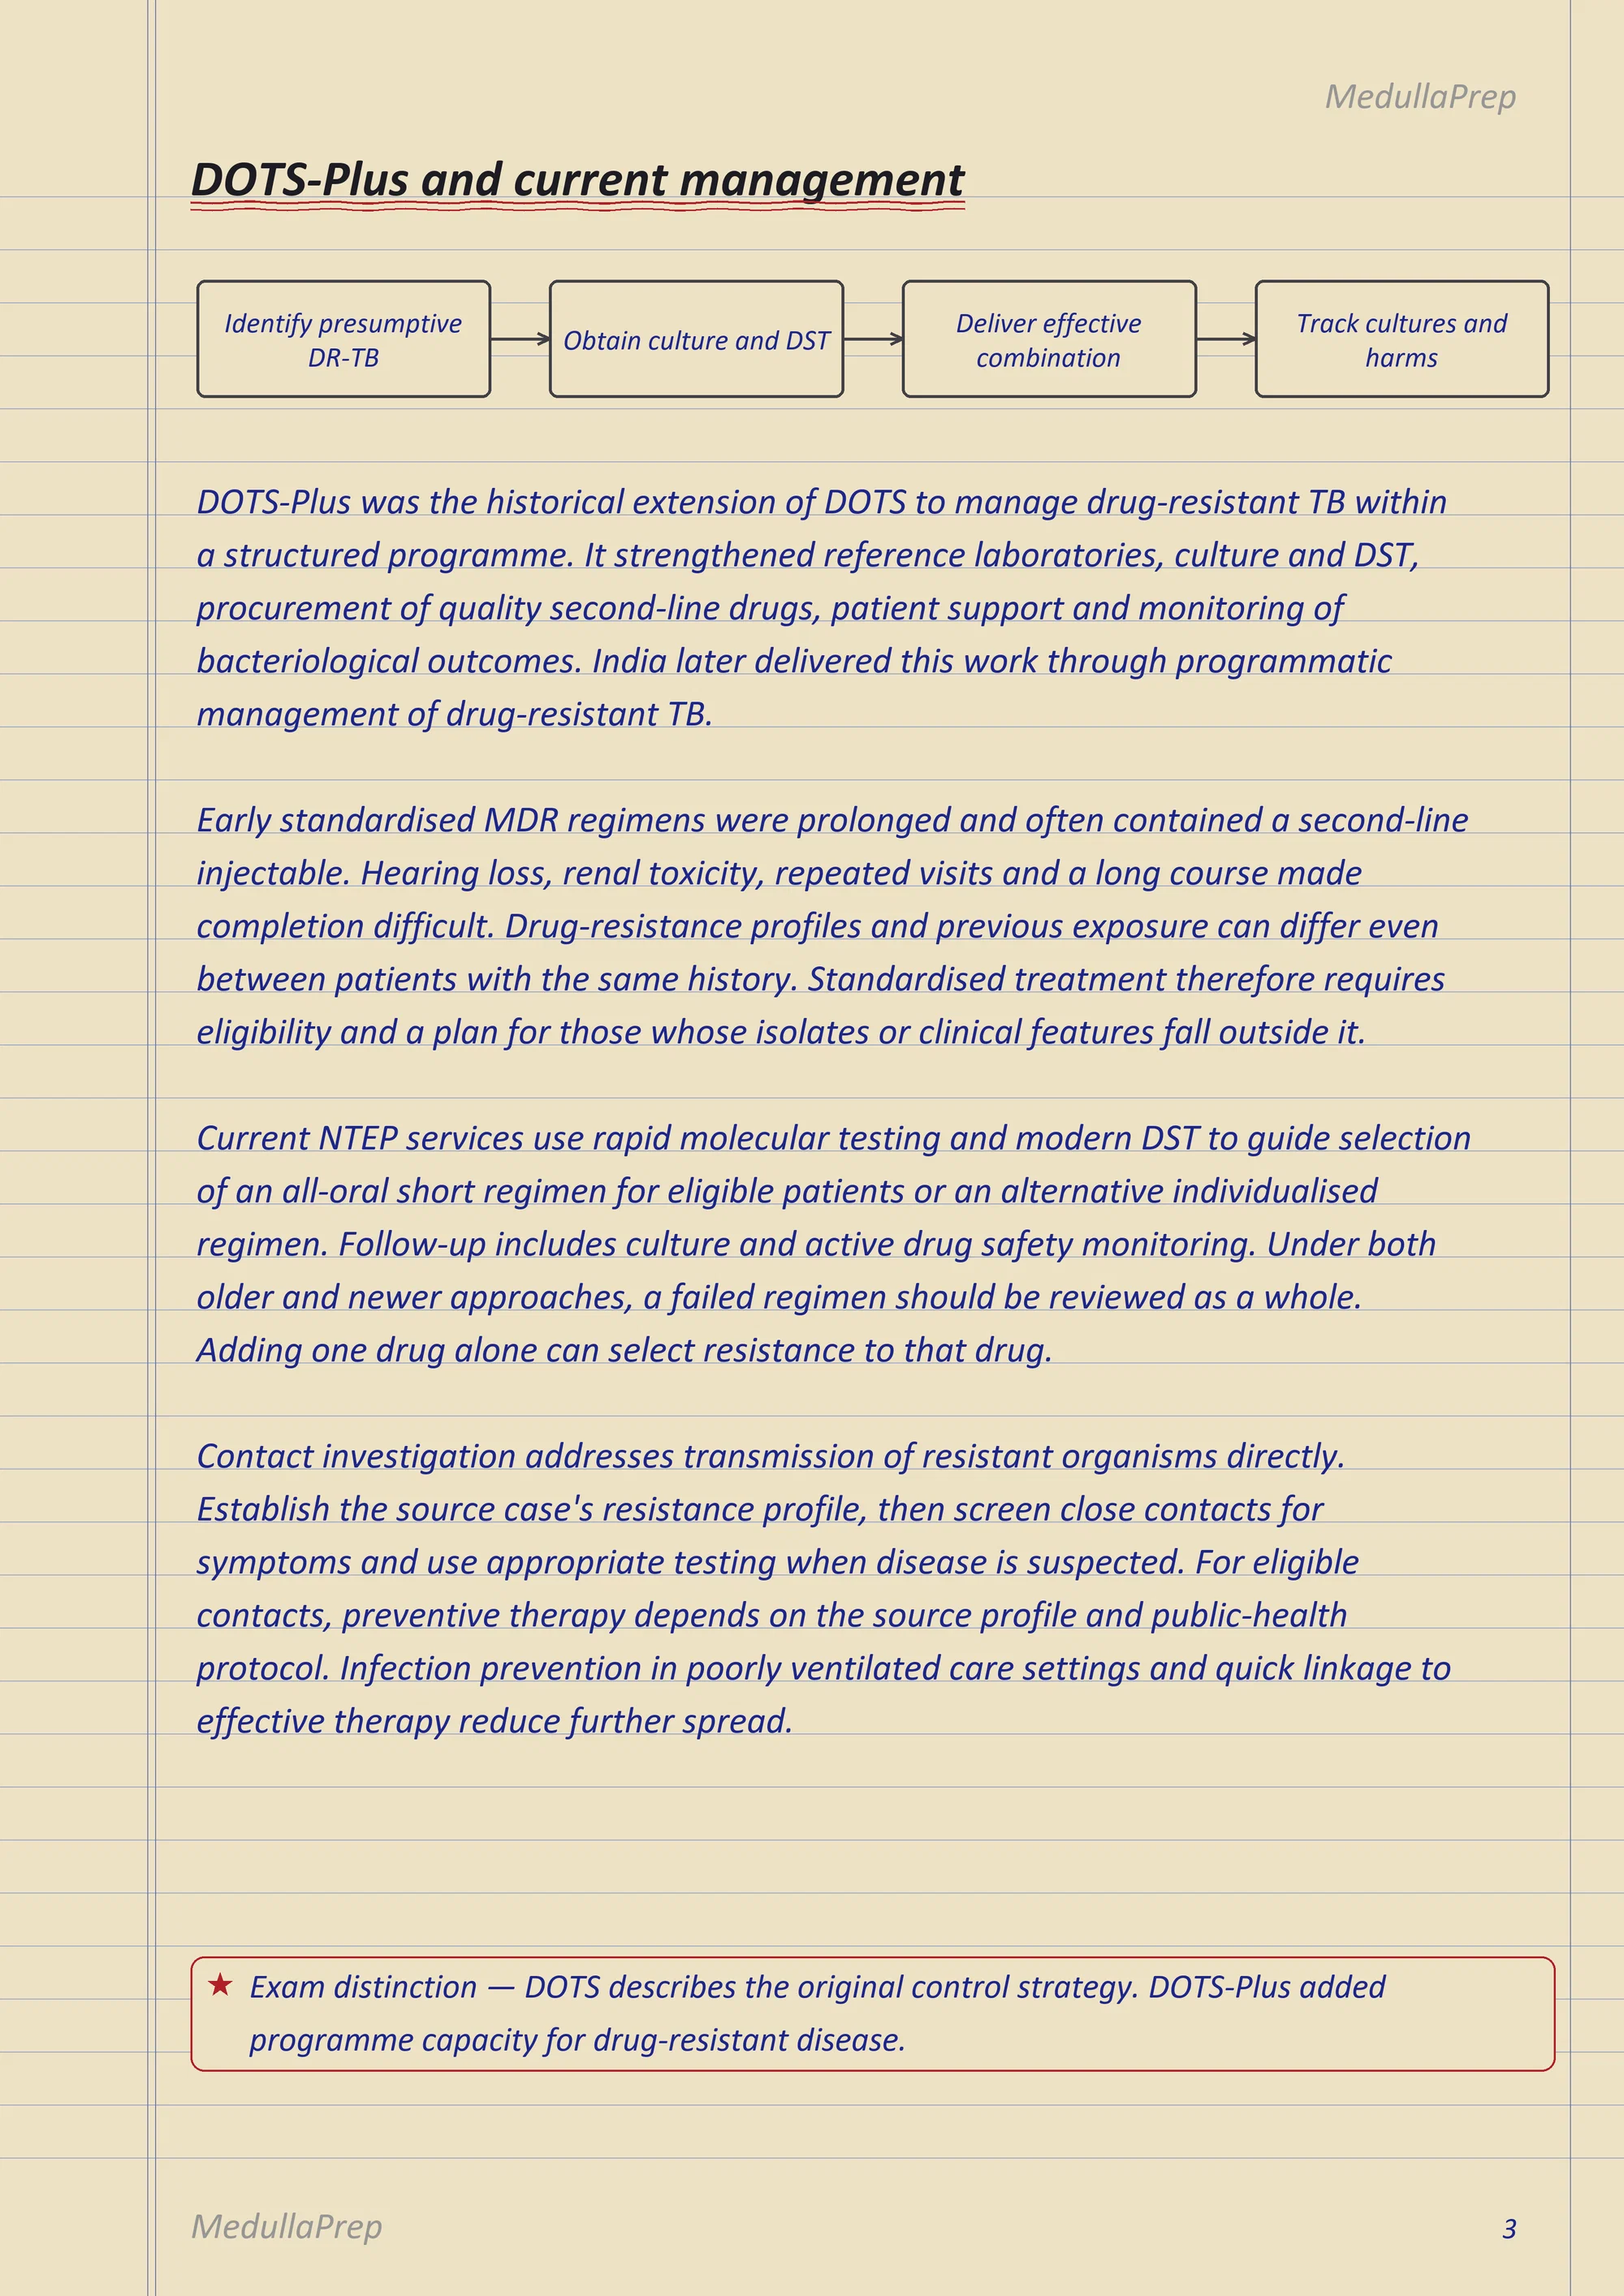 MedullaPrep
DOTS-Plus and current management
Identify presumptive
DR-TB
Obtain culture and DST
Deliver effective
combination
Track cultures and
harms
DOTS-Plus was the historical extension of DOTS to manage drug-resistant TB within
a structured programme. It strengthened reference laboratories, culture and DST,
procurement of quality second-line drugs, patient support and monitoring of
bacteriological outcomes. India later delivered this work through programmatic
management of drug-resistant TB.
Early standardised MDR regimens were prolonged and often contained a second-line
injectable. Hearing loss, renal toxicity, repeated visits and a long course made
completion difficult. Drug-resistance profiles and previous exposure can differ even
between patients with the same history. Standardised treatment therefore requires
eligibility and a plan for those whose isolates or clinical features fall outside it.
Current NTEP services use rapid molecular testing and modern DST to guide selection
of an all-oral short regimen for eligible patients or an alternative individualised
regimen. Follow-up includes culture and active drug safety monitoring. Under both
older and newer approaches, a failed regimen should be reviewed as a whole.
Adding one drug alone can select resistance to that drug.
Contact investigation addresses transmission of resistant organisms directly.
Establish the source case's resistance profile, then screen close contacts for
symptoms and use appropriate testing when disease is suspected. For eligible
contacts, preventive therapy depends on the source profile and public-health
protocol. Infection prevention in poorly ventilated care settings and quick linkage to
effective therapy reduce further spread.
★ Exam distinction — DOTS describes the original control strategy. DOTS-Plus added
programme capacity for drug-resistant disease.
MedullaPrep
3